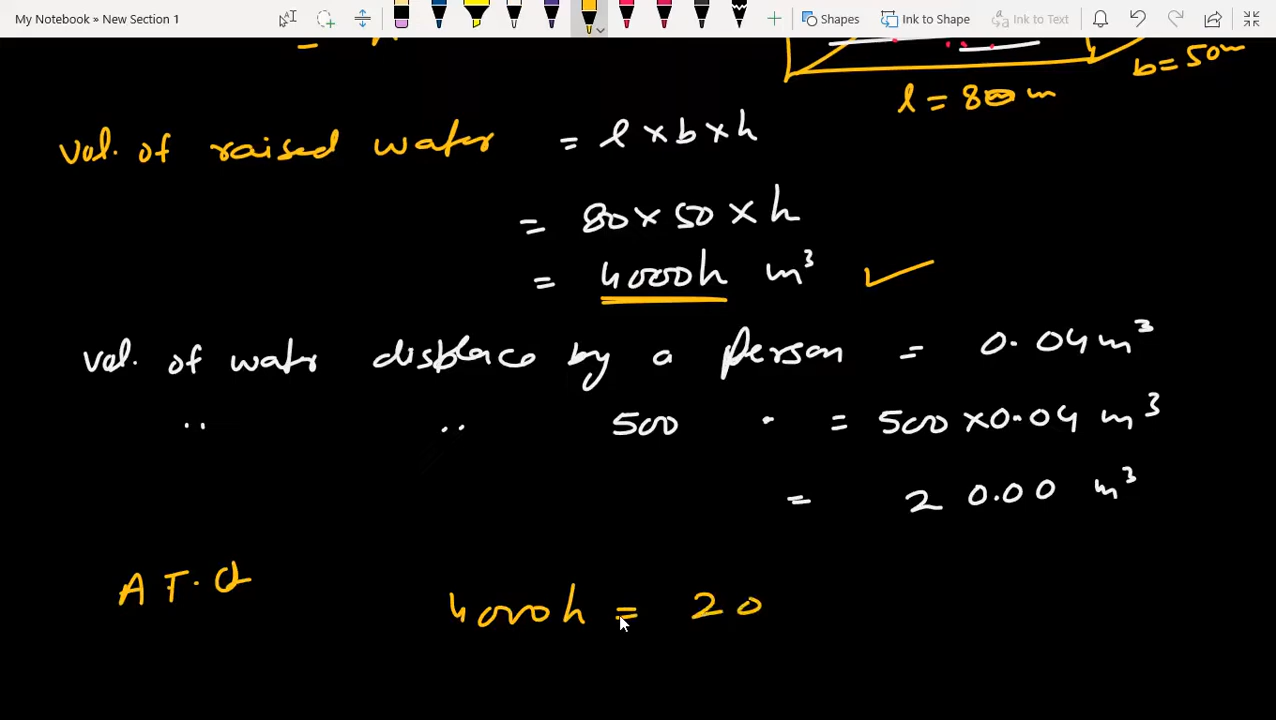 My Notebook » New Section 1
Shapes
Ink to Shape
Ink to Text
b = 50m
l = 80 m
Vol. of raised water = l × b × h
= 80 × 50 × h
= 4000h m³
Vol. of water displace by a person = 0.04 m³
" " 500 " = 500 × 0.04 m³
= 20.00 m³
A T. Q
4000h = 20